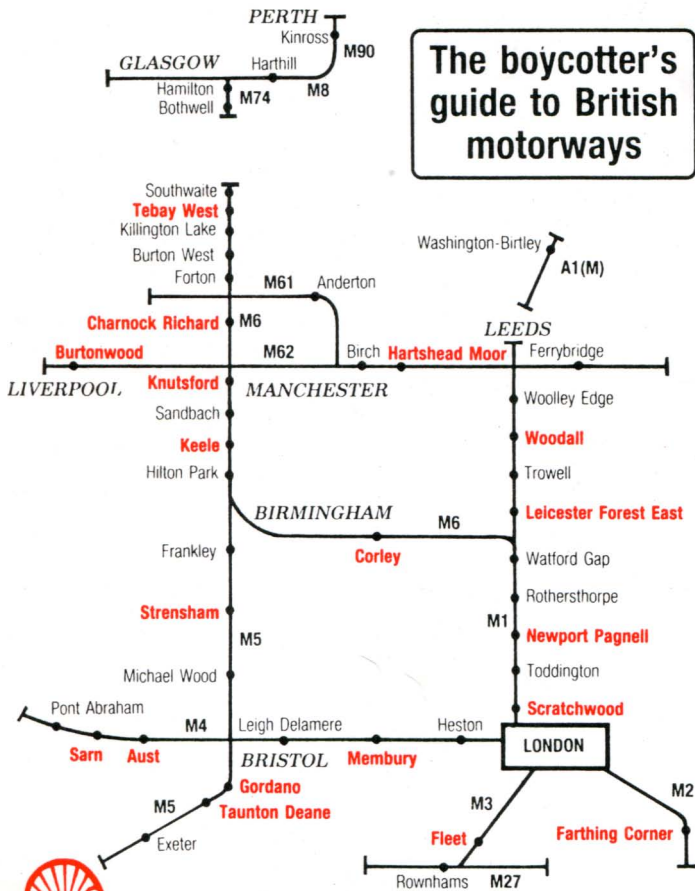 PERTH
Kinross
M90
GLASGOW
Harthill
Hamilton
M74
M8
Bothwell
The boycotter's
guide to British
motorways
Southwaite
Tebay West
Killington Lake
Burton West
Forton
Washington-Birtley
A1(M)
M61
Anderton
Charnock Richard
M6
LEEDS
Burtonwood
M62
Birch
Hartshead Moor
Ferrybridge
LIVERPOOL
Knutsford
MANCHESTER
Woolley Edge
Sandbach
Woodall
Keele
Hilton Park
Trowell
BIRMINGHAM
M6
Leicester Forest East
Frankley
Corley
Watford Gap
Rothersthorpe
Strensham
M5
M1
Newport Pagnell
Michael Wood
Toddington
Pont Abraham
M4
Leigh Delamere
Heston
Scratchwood
Sarn
Aust
BRISTOL
Membury
LONDON
Gordano
M5
Taunton Deane
M3
M2
Exeter
Fleet
Farthing Corner
Rownhams
M27